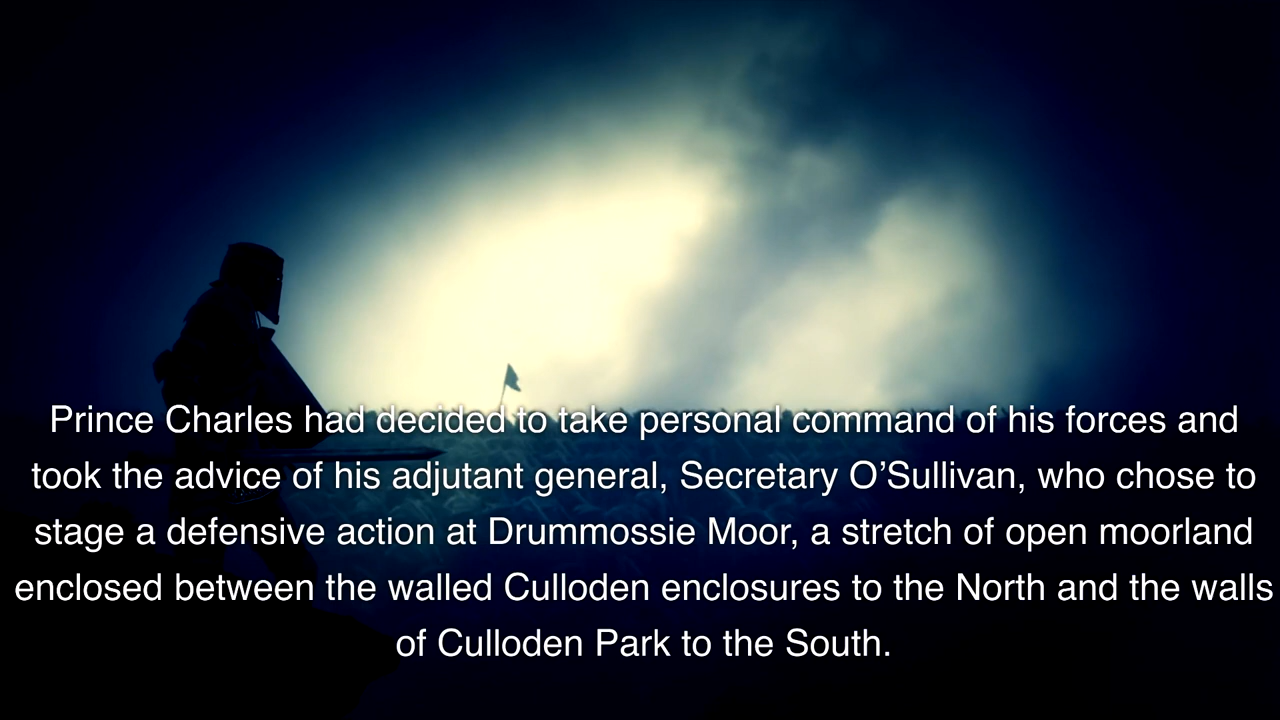 Prince Charles had decided to take personal command of his forces and
took the advice of his adjutant general, Secretary O’Sullivan, who chose to
stage a defensive action at Drummossie Moor, a stretch of open moorland
enclosed between the walled Culloden enclosures to the North and the walls
of Culloden Park to the South.